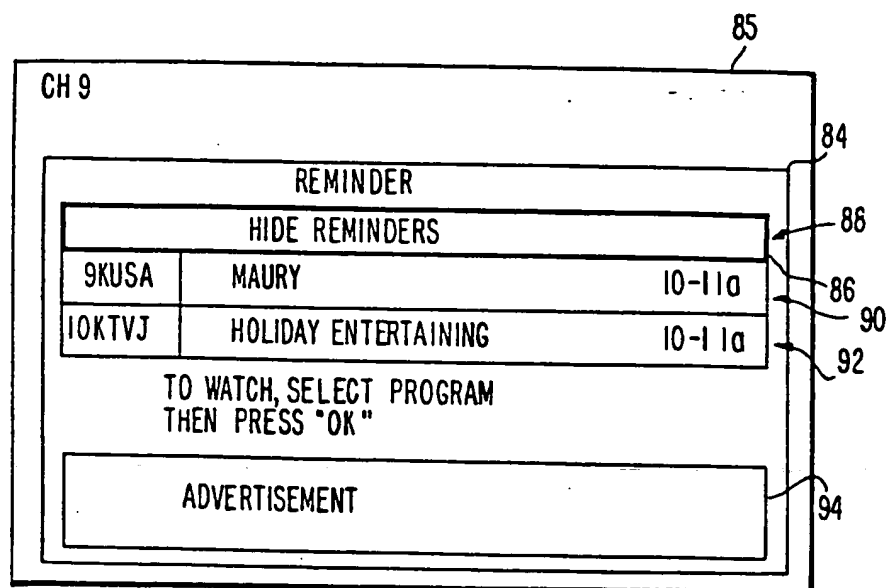 85
CH 9
84
REMINDER
HIDE REMINDERS
88
9KUSA MAURY 10-11a
86
90
10KTVJ HOLIDAY ENTERTAINING 10-11a
92
TO WATCH, SELECT PROGRAM
THEN PRESS "OK"
ADVERTISEMENT
94